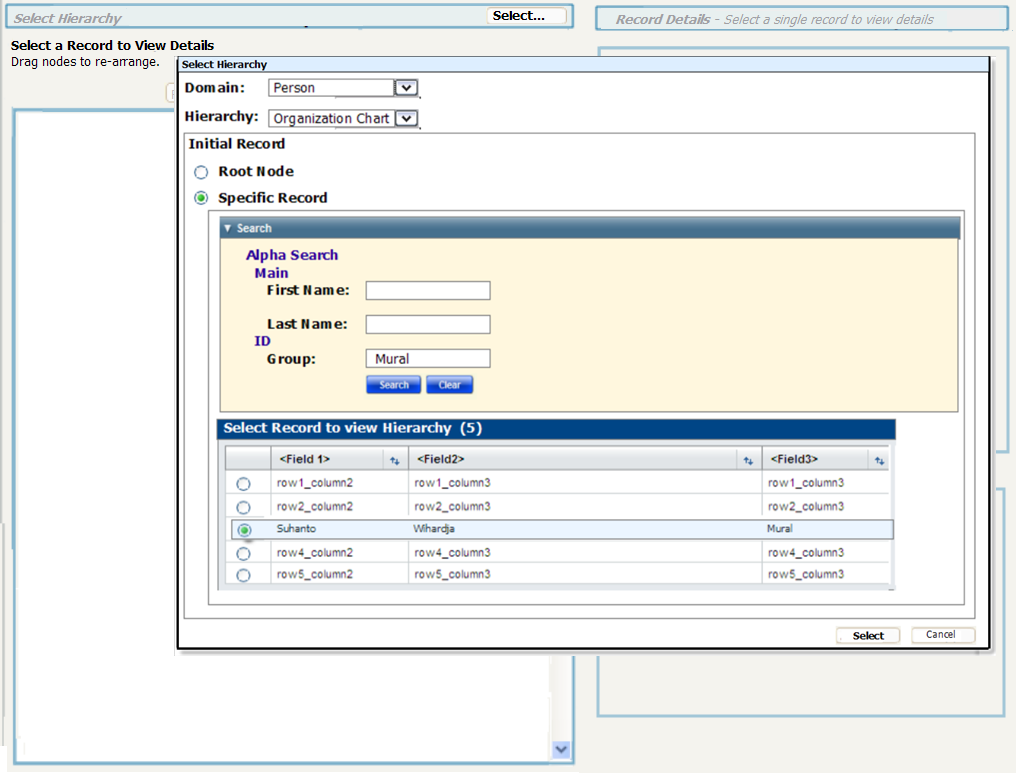 Select Hierarchy
Select...
Record Details - Select a single record to view details
Select a Record to View Details
Drag nodes to re-arrange.
Select Hierarchy
Domain: Person
Hierarchy: Organization Chart
Initial Record
Root Node
Specific Record
Search
Alpha Search
Main
First Name:
Last Name:
ID
Group: Mural
Search Clear
Select Record to view Hierarchy (5)
<Field 1> <Field2> <Field3>
row1_column2 row1_column3 row1_column3
row2_column2 row2_column3 row2_column3
Suhanto Wihardja Mural
row4_column2 row4_column3 row4_column3
row5_column2 row5_column3 row5_column3
Select Cancel